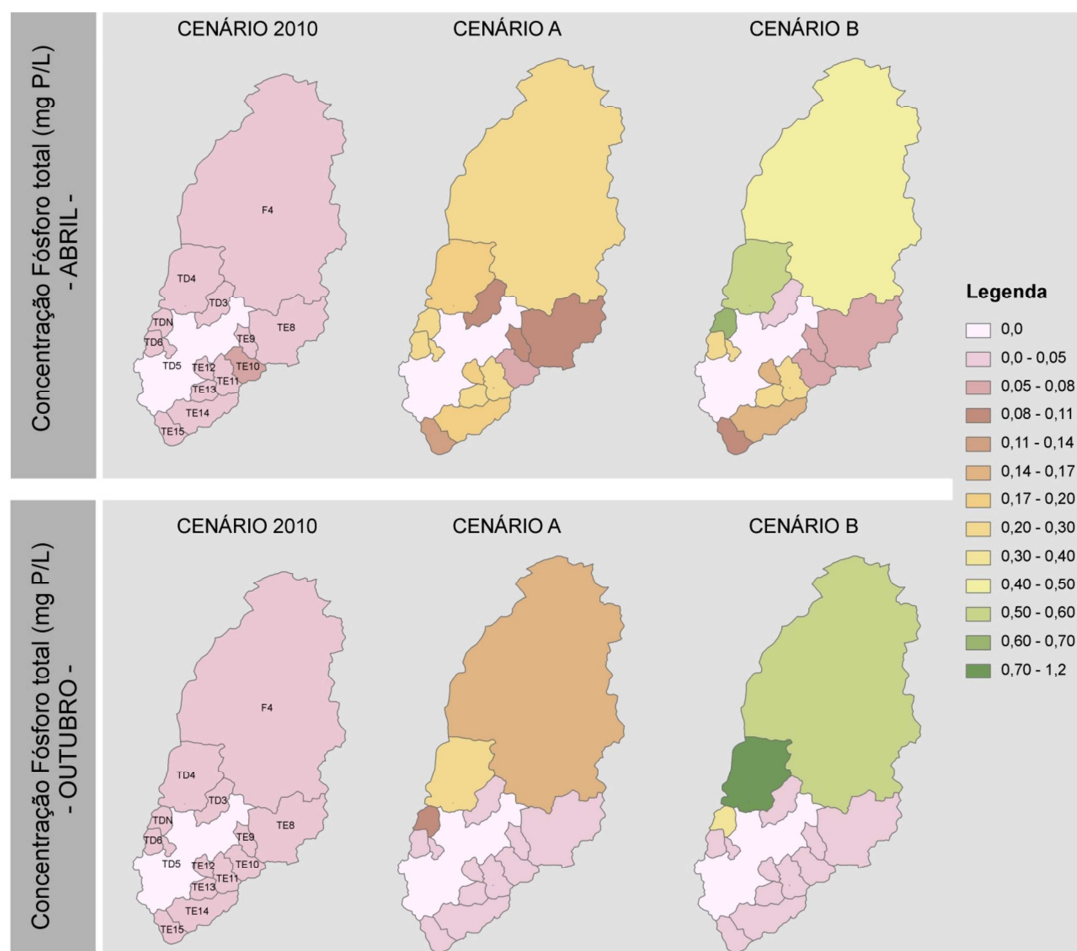 Concentração Fósforo total (mg P/L)
- ABRIL -
CENÁRIO 2010
CENÁRIO A
CENÁRIO B
F4
TD4
TD3
TDN
TD6
TD5
TE8
TE9
TE10
TE12
TE11
TE13
TE14
TE15
Concentração Fósforo total (mg P/L)
- OUTUBRO -
CENÁRIO 2010
CENÁRIO A
CENÁRIO B
F4
TD4
TD3
TDN
TD6
TD5
TE8
TE9
TE10
TE12
TE11
TE13
TE14
TE15
Legenda
0,0
0,0 - 0,05
0,05 - 0,08
0,08 - 0,11
0,11 - 0,14
0,14 - 0,17
0,17 - 0,20
0,20 - 0,30
0,30 - 0,40
0,40 - 0,50
0,50 - 0,60
0,60 - 0,70
0,70 - 1,2